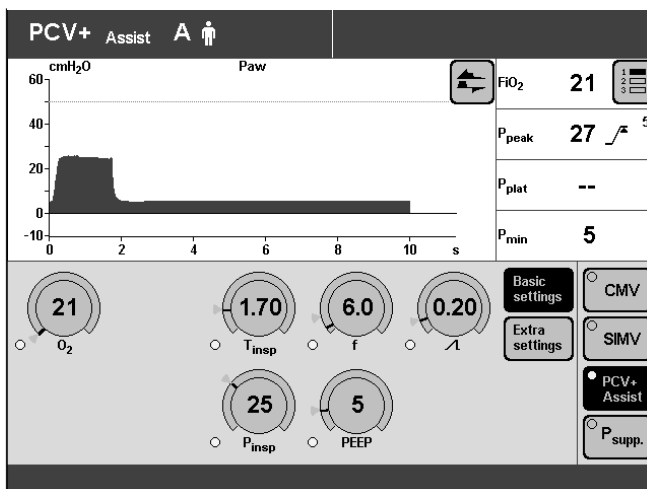 PCV+ Assist A
cmH2O Paw
60
40
20
0
-10
0 2 4 6 8 10 s
FiO2 21
1
2
3
Ppeak 27 5
Pplat --
Pmin 5
21
O2
1.70
Tinsp
6.0
f
0.20
25
Pinsp
5
PEEP
Basic
settings
Extra
settings
CMV
SIMV
PCV+
Assist
Psupp.